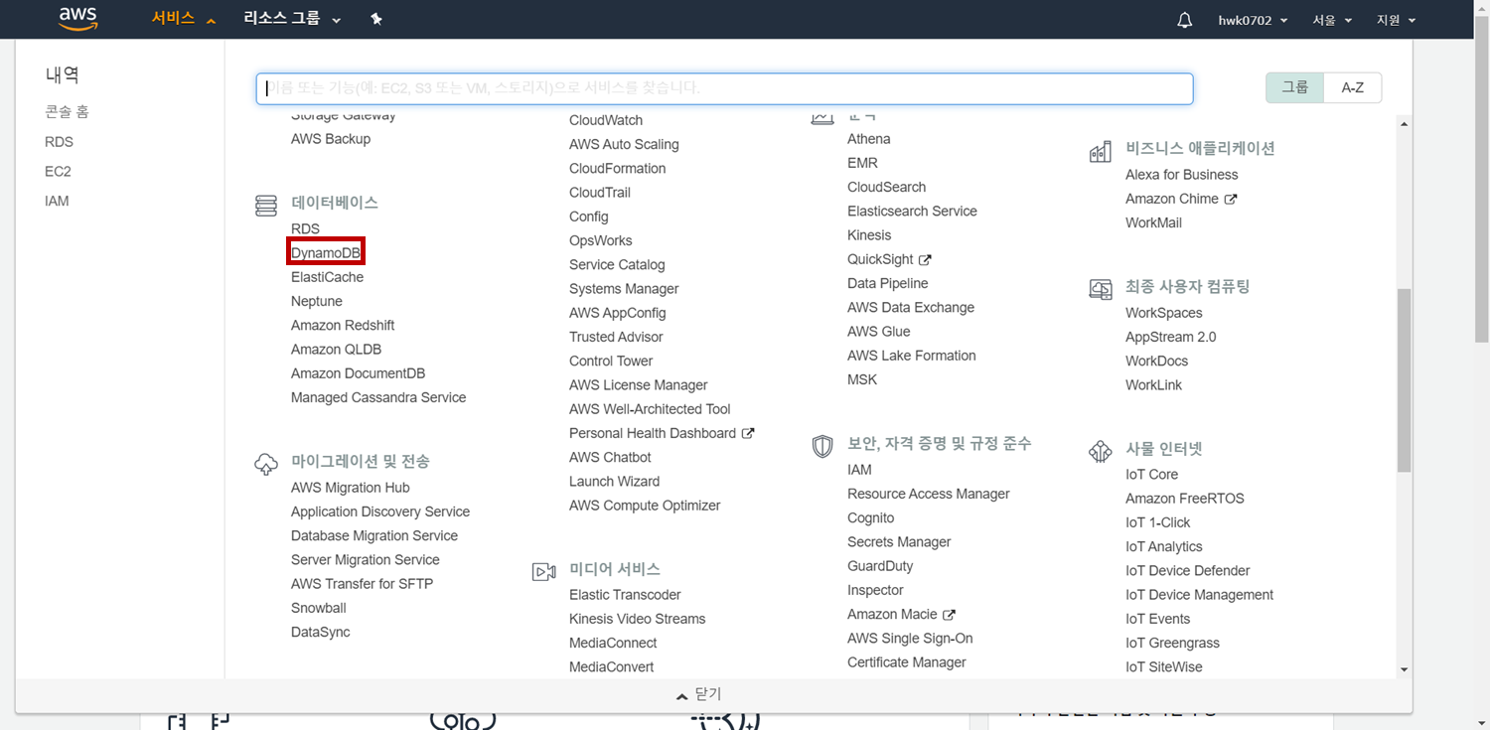 aws
서비스
리소스 그룹
hwk0702
서울
지원
내역
콘솔 홈
RDS
EC2
IAM
이름 또는 기능(예: EC2, S3 또는 VM, 스토리지)으로 서비스를 찾습니다.
그룹
A-Z
Storage Gateway
AWS Backup
데이터베이스
RDS
DynamoDB
ElastiCache
Neptune
Amazon Redshift
Amazon QLDB
Amazon DocumentDB
Managed Cassandra Service
마이그레이션 및 전송
AWS Migration Hub
Application Discovery Service
Database Migration Service
Server Migration Service
AWS Transfer for SFTP
Snowball
DataSync
CloudWatch
AWS Auto Scaling
CloudFormation
CloudTrail
Config
OpsWorks
Service Catalog
Systems Manager
AWS AppConfig
Trusted Advisor
Control Tower
AWS License Manager
AWS Well-Architected Tool
Personal Health Dashboard
AWS Chatbot
Launch Wizard
AWS Compute Optimizer
미디어 서비스
Elastic Transcoder
Kinesis Video Streams
MediaConnect
MediaConvert
Athena
EMR
CloudSearch
Elasticsearch Service
Kinesis
QuickSight
Data Pipeline
AWS Data Exchange
AWS Glue
AWS Lake Formation
MSK
보안, 자격 증명 및 규정 준수
IAM
Resource Access Manager
Cognito
Secrets Manager
GuardDuty
Inspector
Amazon Macie
AWS Single Sign-On
Certificate Manager
비즈니스 애플리케이션
Alexa for Business
Amazon Chime
WorkMail
최종 사용자 컴퓨팅
WorkSpaces
AppStream 2.0
WorkDocs
WorkLink
사물 인터넷
IoT Core
Amazon FreeRTOS
IoT 1-Click
IoT Analytics
IoT Device Defender
IoT Device Management
IoT Events
IoT Greengrass
IoT SiteWise
닫기